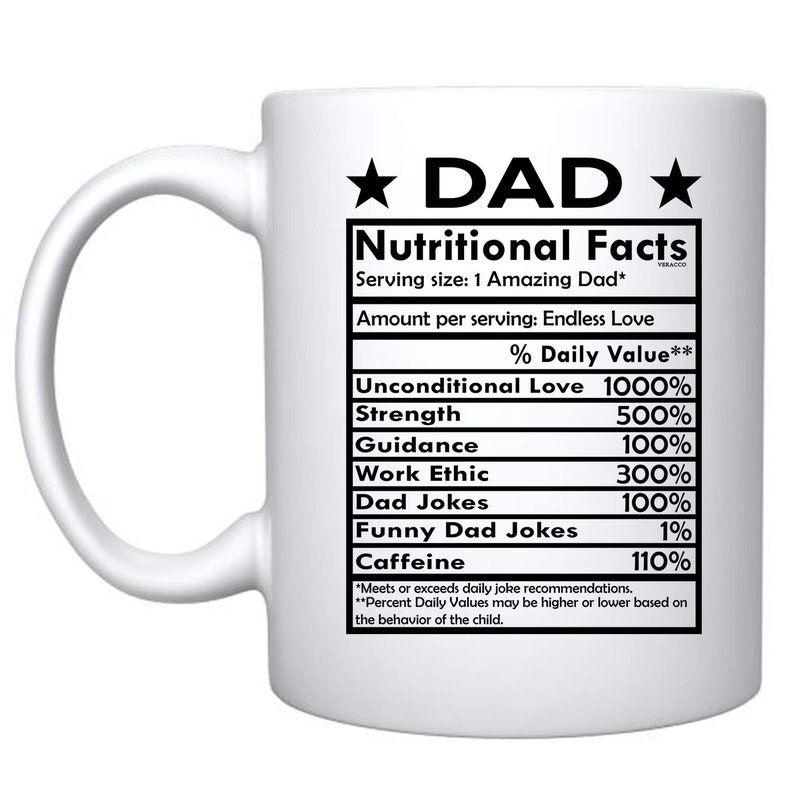 ★ DAD ★
Nutritional Facts
VERACCO
Serving size: 1 Amazing Dad*
Amount per serving: Endless Love
% Daily Value**
Unconditional Love 1000%
Strength 500%
Guidance 100%
Work Ethic 300%
Dad Jokes 100%
Funny Dad Jokes 1%
Caffeine 110%
*Meets or exceeds daily joke recommendations.
**Percent Daily Values may be higher or lower based on
the behavior of the child.